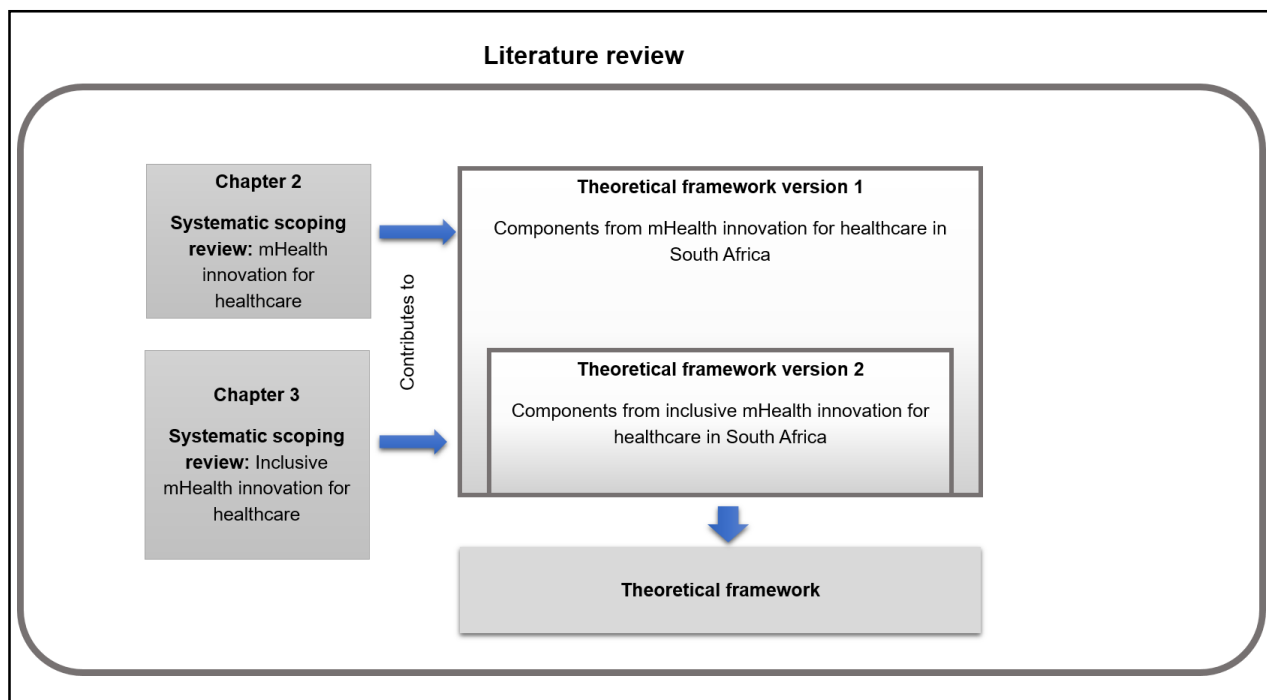 Literature review
Chapter 2
Systematic scoping
review: mHealth
innovation for
healthcare
Chapter 3
Systematic scoping
review: Inclusive
mHealth innovation for
healthcare
Contributes to
Theoretical framework version 1
Components from mHealth innovation for healthcare in
South Africa
Theoretical framework version 2
Components from inclusive mHealth innovation for
healthcare in South Africa
Theoretical framework